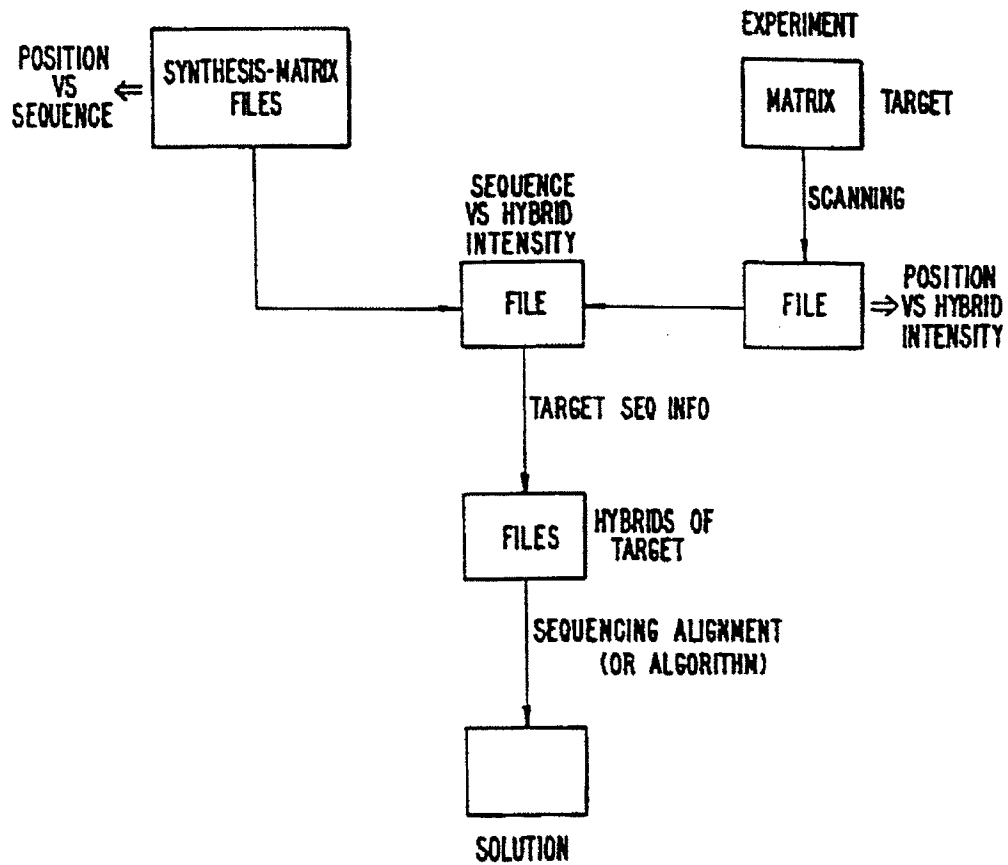 EXPERIMENT
POSITION
VS
SEQUENCE
SYNTHESIS-MATRIX
FILES
MATRIX
TARGET
SCANNING
SEQUENCE
VS HYBRID
INTENSITY
FILE
FILE
POSITION
VS HYBRID
INTENSITY
TARGET SEQ INFO
FILES
HYBRIDS OF
TARGET
SEQUENCING ALIGNMENT
(OR ALGORITHM)
SOLUTION